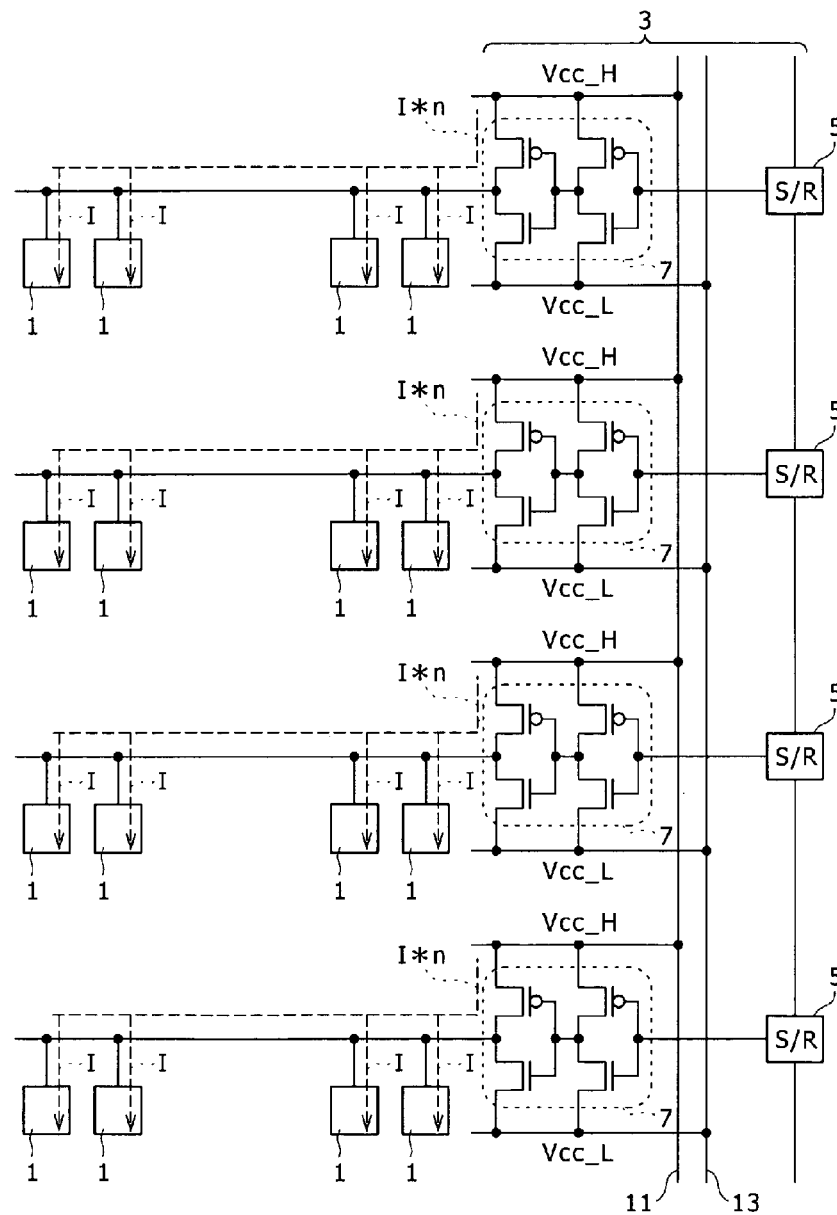 3
Vcc_H
I*n
5
S/R
I I I I
7
1 1 1 1
Vcc_L
Vcc_H
I*n
5
S/R
I I I I
7
1 1 1 1
Vcc_L
Vcc_H
I*n
5
S/R
I I I I
7
1 1 1 1
Vcc_L
Vcc_H
I*n
5
S/R
I I I I
7
1 1 1 1
Vcc_L
11 13